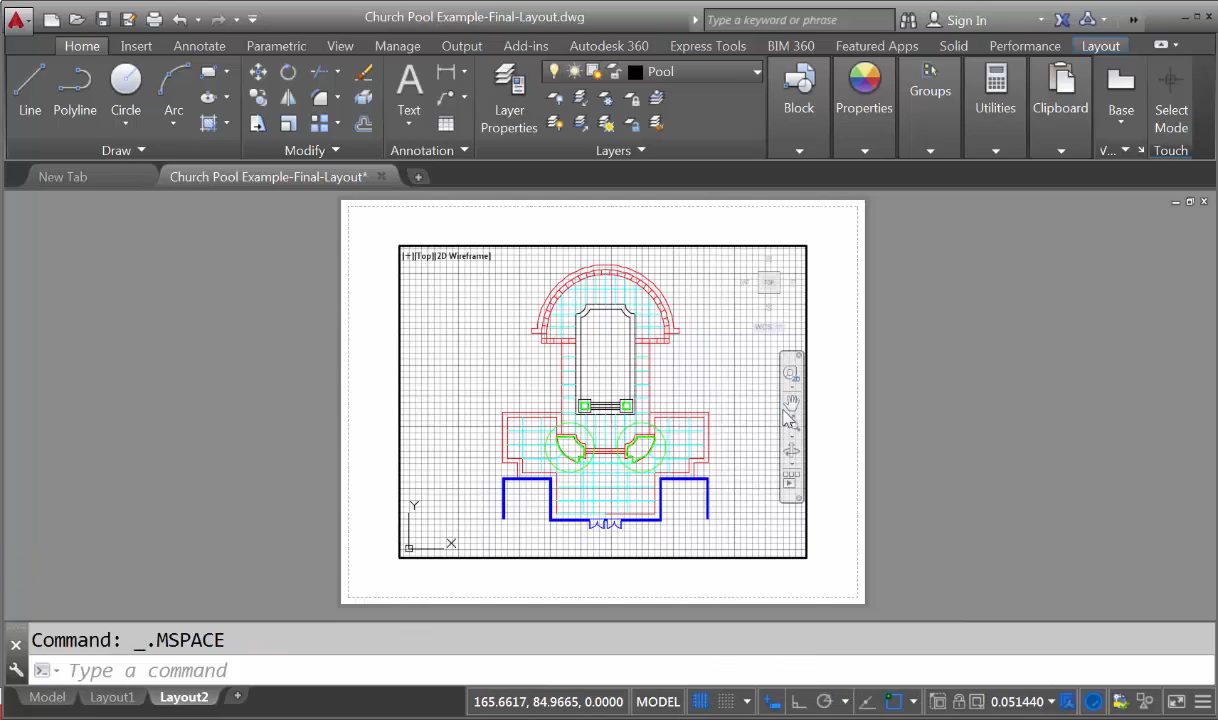 Church Pool Example-Final-Layout.dwg
Type a keyword or phrase
Sign In
Home Insert Annotate Parametric View Manage Output Add-ins Autodesk 360 Express Tools BIM 360 Featured Apps Solid Performance Layout
Pool
Line Polyline Circle Arc
Text
Layer Properties
Block Properties Groups Utilities Clipboard Base
Select Mode
Draw Modify Annotation Layers V... Touch
New Tab Church Pool Example-Final-Layout*
[+][Top][2D Wireframe]
TOP
WCS
2D
Y
X
Command: _.MSPACE
Type a command
Model Layout1 Layout2
165.6617, 84.9665, 0.0000 MODEL 0.051440